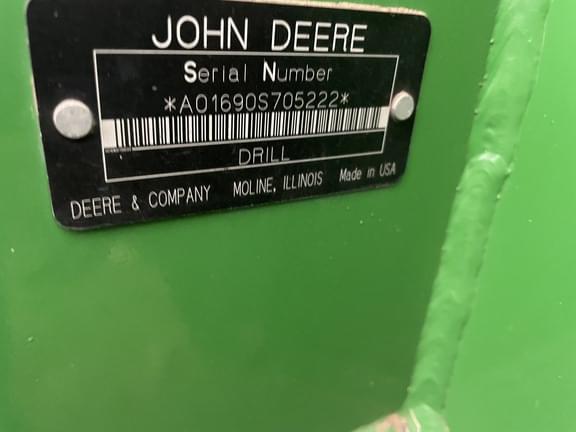 JOHN DEERE
Serial Number
*A01690S705222*
DRILL
DEERE & COMPANY MOLINE, ILLINOIS Made in USA